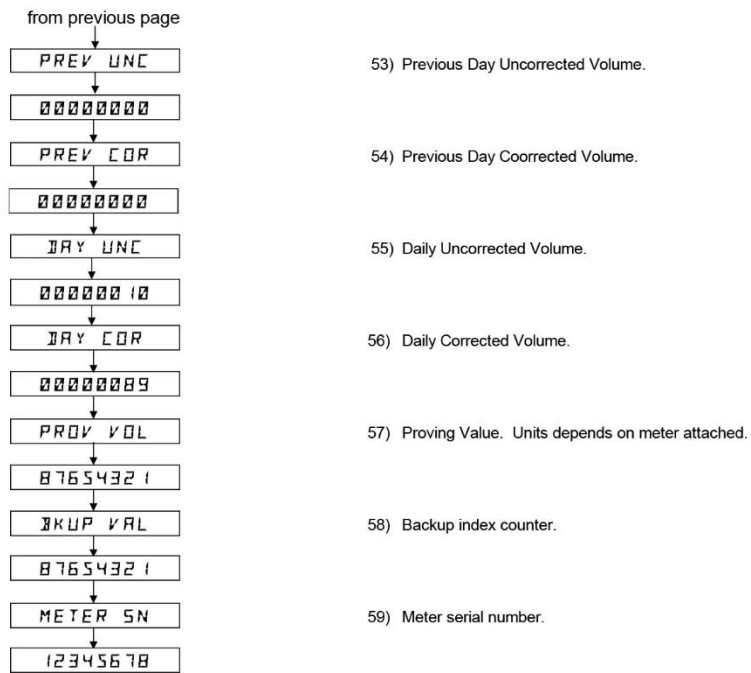 from previous page
PREV UNC
53) Previous Day Uncorrected Volume.
00000000
PREV COR
54) Previous Day Coorrected Volume.
00000000
DAY UNC
55) Daily Uncorrected Volume.
00000010
DAY COR
56) Daily Corrected Volume.
00000089
PROV VOL
57) Proving Value. Units depends on meter attached.
87654321
BKUP VAL
58) Backup index counter.
87654321
METER SN
59) Meter serial number.
12345678